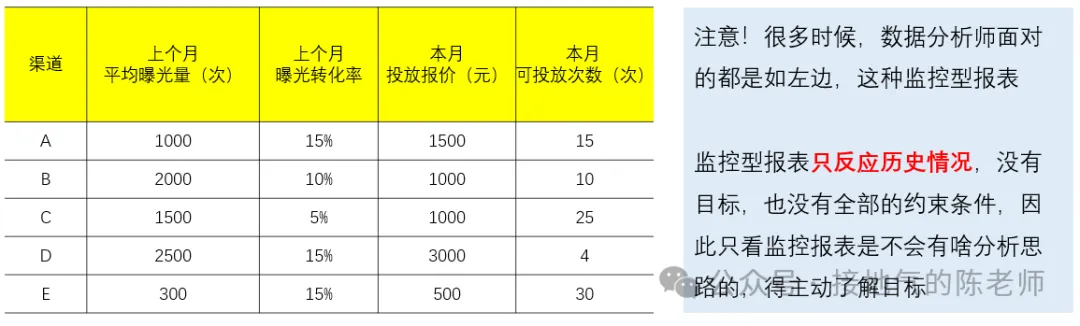 渠道 上个月平均曝光量（次） 上个月曝光转化率 本月投放报价（元） 本月可投放次数（次）
A 1000 15% 1500 15
B 2000 10% 1000 10
C 1500 5% 1000 25
D 2500 15% 3000 4
E 300 15% 500 30
注意！很多时候，数据分析师面对
的都是如左边，这种监控型报表
监控型报表只反应历史情况，没有
目标，也没有全部的约束条件，因
此只看监控报表是不会有啥分析思
路的，得主动了解目标
公众号 接地气的陈老师